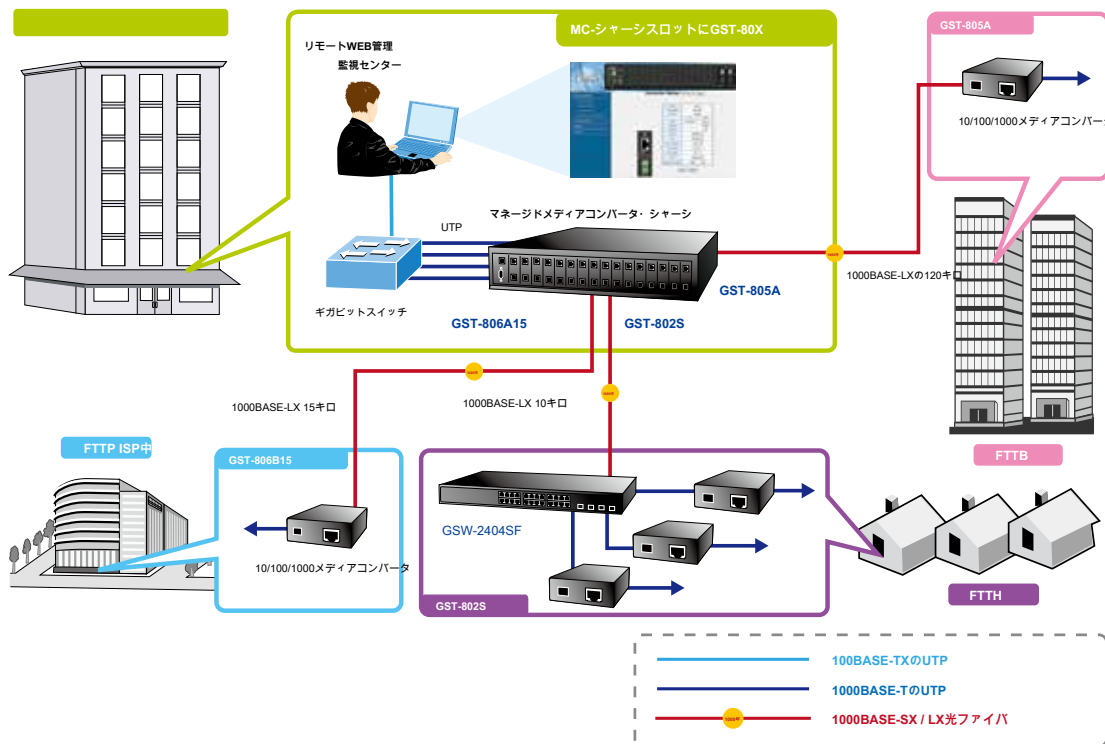 MC-シャーシスロットにGST-80X
GST-805A
リモートWEB管理
監視センター
10/100/1000メディアコンバータ
マネージドメディアコンバータ・シャーシ
UTP
1000BASE-LXの120キロ
GST-805A
ギガビットスイッチ
GST-806A15
GST-802S
1000BASE-LX 15キロ
1000BASE-LX 10キロ
FTTP ISP中
GST-806B15
FTTB
GSW-2404SF
10/100/1000メディアコンバータ
GST-802S
FTTH
100BASE-TXのUTP
1000BASE-TのUTP
1000BASE-SX / LX光ファイバ